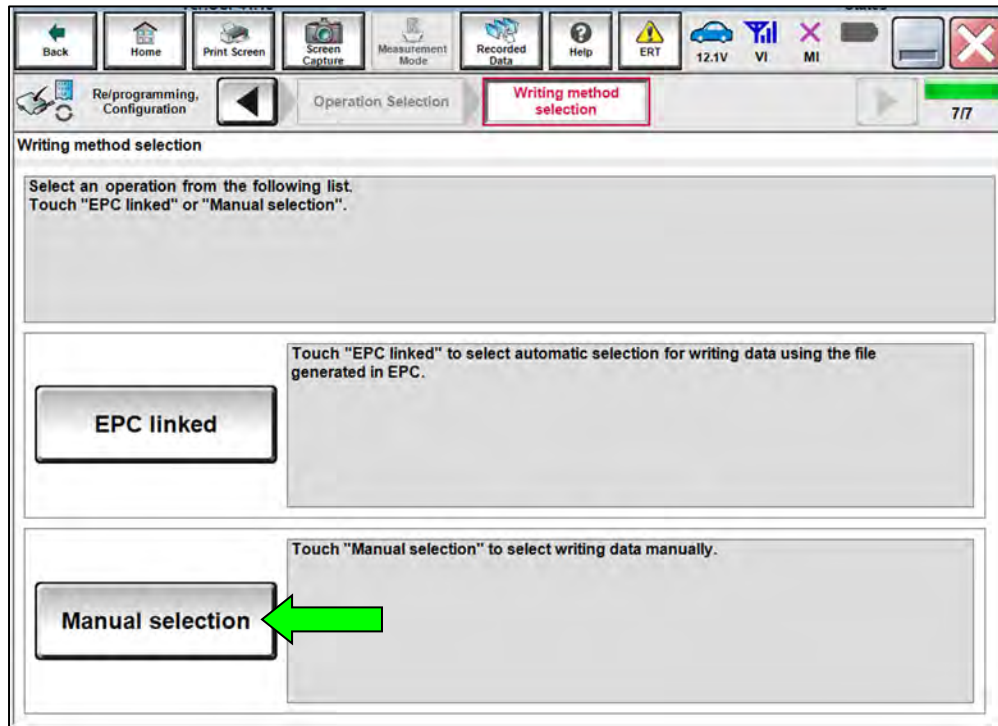 Back
Home
Print Screen
Screen
Capture
Measurement
Mode
Recorded
Data
Help
ERT
12.1V
VI
MI
Re/programming,
Configuration
Operation Selection
Writing method
selection
7/7
Writing method selection
Select an operation from the following list.
Touch "EPC linked" or "Manual selection".
EPC linked
Touch "EPC linked" to select automatic selection for writing data using the file
generated in EPC.
Manual selection
Touch "Manual selection" to select writing data manually.